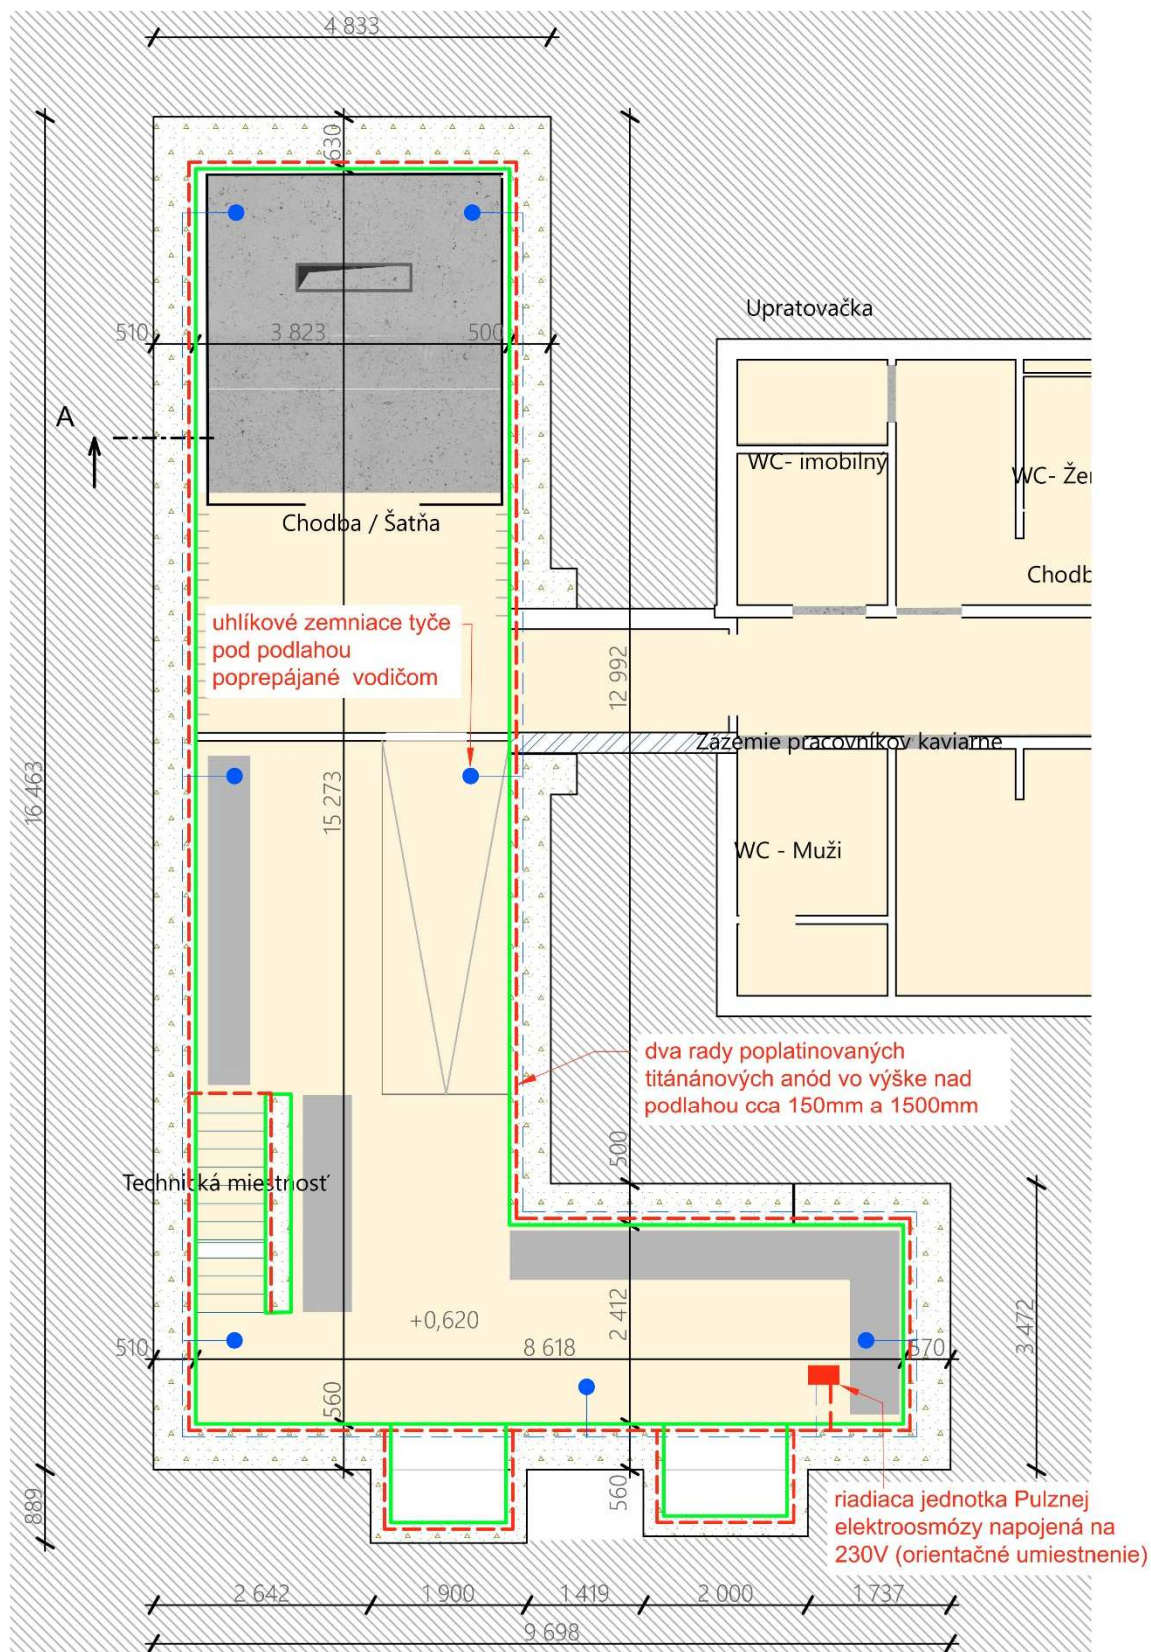 4 833
630
Upratovačka
510
3 823
500
A
WC- imobilný
WC- Žen
Chodba / Šatňa
Chodb
uhlíkové zemniace tyče
pod podlahou
poprepájané vodičom
12 992
Zázemie pracovníkov kaviarne
16 463
15 273
WC - Muži
dva rady poplatinovaných
titánánových anód vo výške nad
podlahou cca 150mm a 1500mm
500
Technická miestnosť
+0,620
2 412
3 472
510
8 618
570
560
560
889
riadiaca jednotka Pulznej
elektroosmózy napojená na
230V (orientačné umiestnenie)
2 642
1 900
1 419
2 000
1 737
9 698